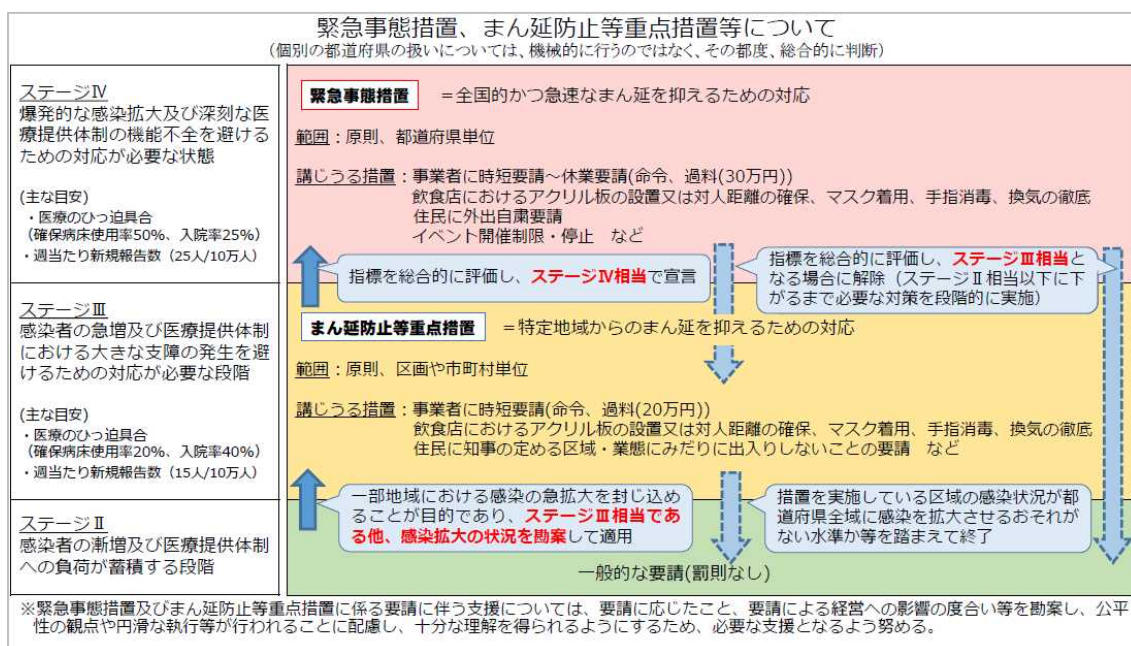 緊急事態措置、まん延防止等重点措置等について
(個別の都道府県の扱いについては、機械的に行うのではなく、その都度、総合的に判断)
ステージⅣ
爆発的な感染拡大及び深刻な医
療提供体制の機能不全を避ける
ための対応が必要な状態
(主な目安)
・医療のひっ迫具合
(確保病床使用率50%、入院率25%)
・週当たり新規報告数(25人/10万人)
緊急事態措置 =全国的かつ急速なまん延を抑えるための対応
範囲:原則、都道府県単位
講じうる措置:事業者に時短要請~休業要請(命令、過料(30万円))
飲食店におけるアクリル板の設置又は対人距離の確保、マスク着用、手指消毒、換気の徹底
住民に外出自粛要請
イベント開催制限・停止 など
指標を総合的に評価し、ステージⅣ相当で宣言
指標を総合的に評価し、ステージⅢ相当と
なる場合に解除(ステージⅡ相当以下に下
がるまで必要な対策を段階的に実施)
ステージⅢ
感染者の急増及び医療提供体制
における大きな支障の発生を避
けるための対応が必要な段階
(主な目安)
・医療のひっ迫具合
(確保病床使用率20%、入院率40%)
・週当たり新規報告数(15人/10万人)
まん延防止等重点措置 =特定地域からのまん延を抑えるための対応
範囲:原則、区画や市町村単位
講じうる措置:事業者に時短要請(命令、過料(20万円))
飲食店におけるアクリル板の設置又は対人距離の確保、マスク着用、手指消毒、換気の徹底
住民に知事の定める区域・業態にみだりに出入りしないことの要請 など
一部地域における感染の急拡大を封じ込め
ることが目的であり、ステージⅢ相当であ
る他、感染拡大の状況を勘案して適用
措置を実施している区域の感染状況が都
道府県全域に感染を拡大させるおそれが
ない水準か等を踏まえて終了
ステージⅡ
感染者の漸増及び医療提供体制
への負荷が蓄積する段階
一般的な要請(罰則なし)
※緊急事態措置及びまん延防止等重点措置に係る要請に伴う支援については、要請に応じたこと、要請による経営への影響の度合い等を勘案し、公平
性の観点や円滑な執行等が行われることに配慮し、十分な理解を得られるようにするため、必要な支援となるよう努める。